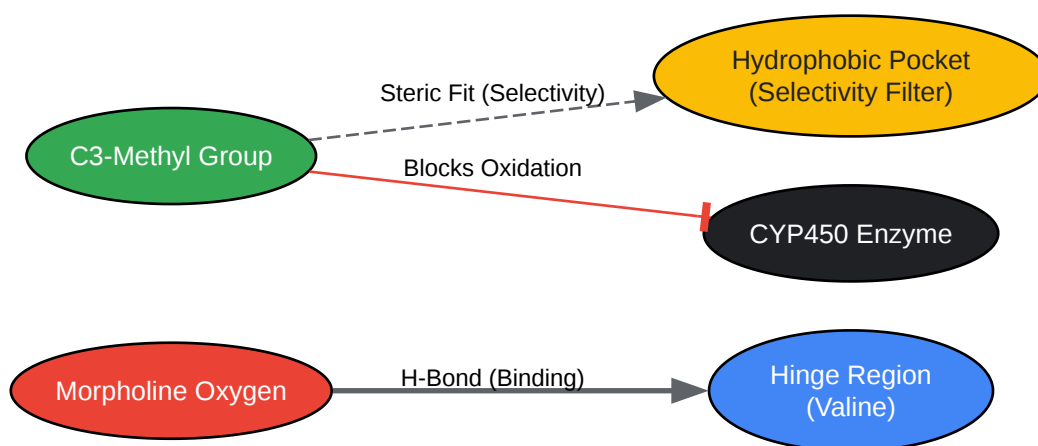 Hydrophobic Pocket
(Selectivity Filter)
Steric Fit (Selectivity)
C3-Methyl Group
Blocks Oxidation
CYP450 Enzyme
Morpholine Oxygen
H-Bond (Binding)
Hinge Region
(Valine)